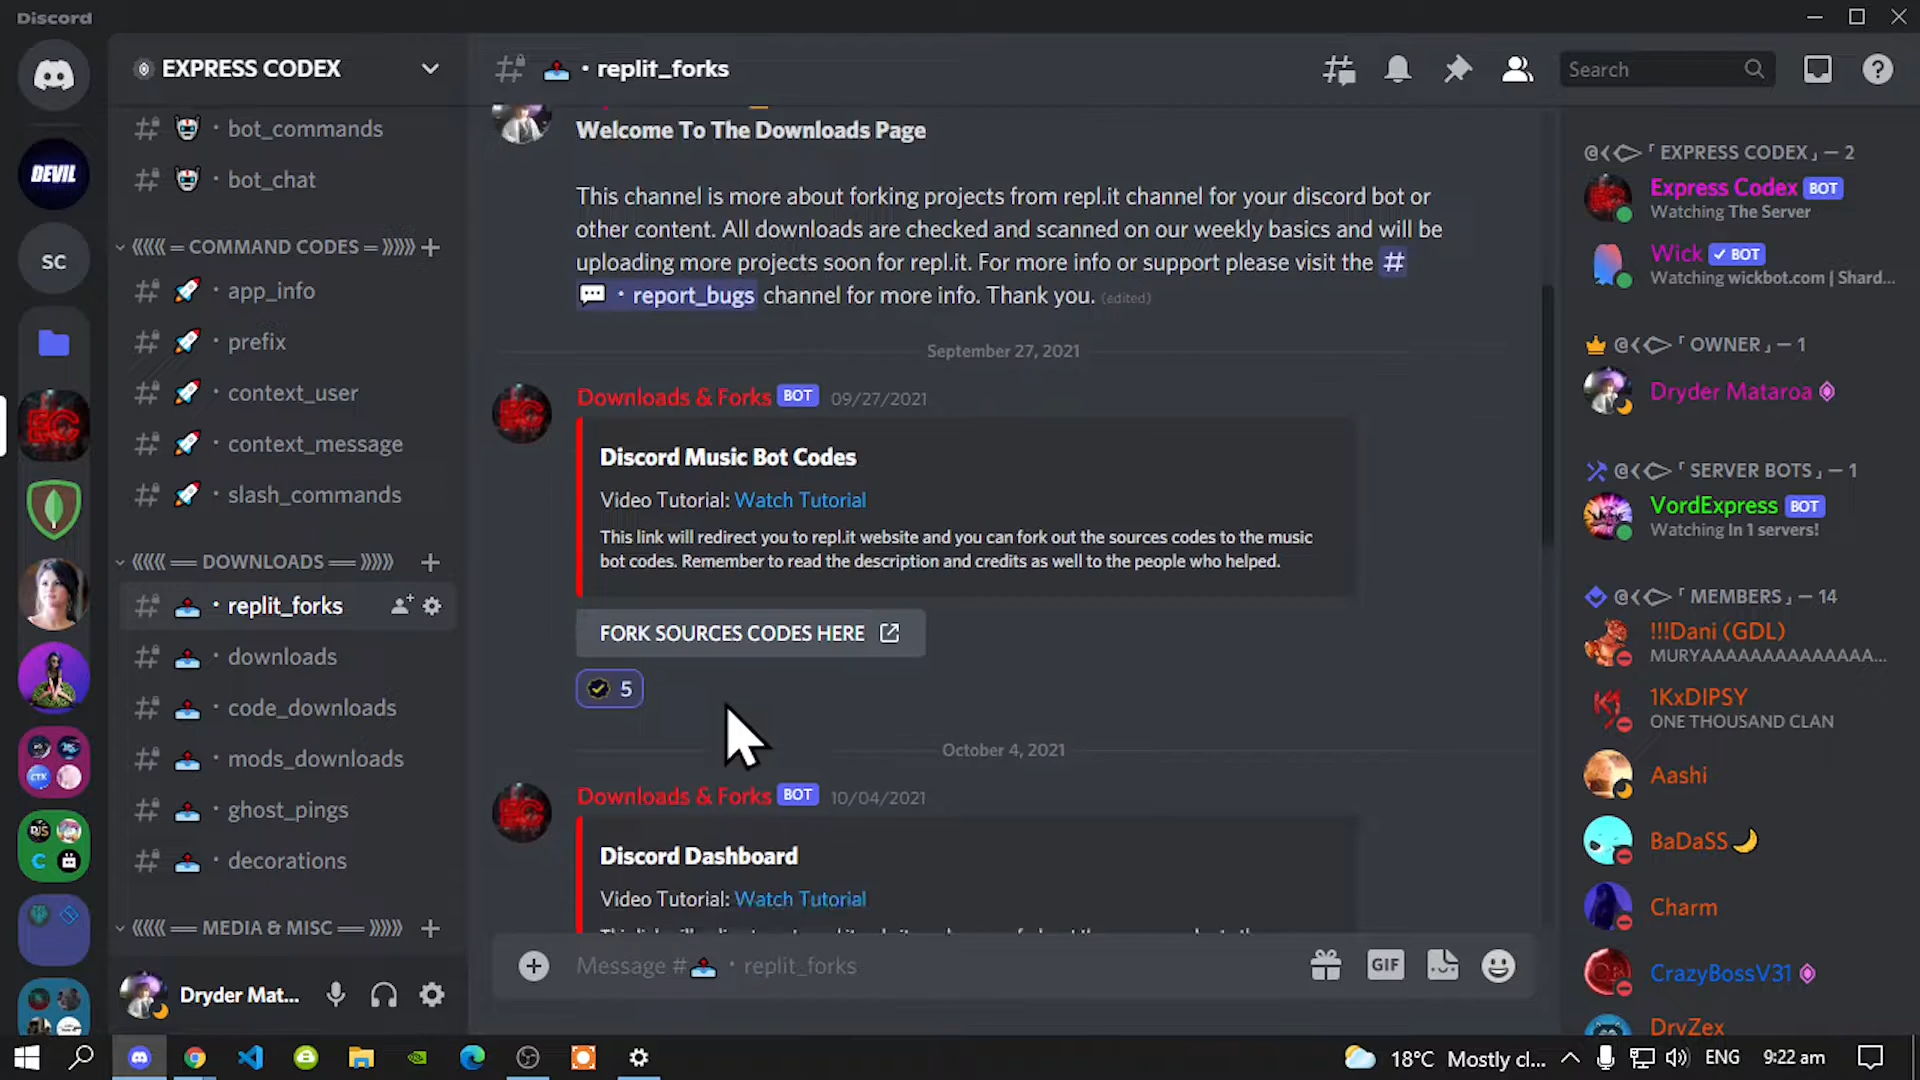 Discord
EXPRESS CODEX
bot_commands
bot_chat
COMMAND CODES
app_info
prefix
context_user
context_message
slash_commands
DOWNLOADS
replit_forks
downloads
code_downloads
mods_downloads
ghost_pings
decorations
MEDIA & MISC
Dryder Mat...
DEVIL
SC
EC
CTK
• replit_forks
Search
Welcome To The Downloads Page
This channel is more about forking projects from repl.it channel for your discord bot or
other content. All downloads are checked and scanned on our weekly basics and will be
uploading more projects soon for repl.it. For more info or support please visit the #
• report_bugs channel for more info. Thank you. (edited)
September 27, 2021
Downloads & Forks BOT 09/27/2021
Discord Music Bot Codes
Video Tutorial: Watch Tutorial
This link will redirect you to repl.it website and you can fork out the sources codes to the music
bot codes. Remember to read the description and credits as well to the people who helped.
FORK SOURCES CODES HERE
5
October 4, 2021
Downloads & Forks BOT 10/04/2021
Discord Dashboard
Video Tutorial: Watch Tutorial
Message # • replit_forks
GIF
@ 「 EXPRESS CODEX 」 — 2
Express Codex BOT
Watching The Server
Wick ✓ BOT
Watching wickbot.com | Shard...
@ 「 OWNER 」 — 1
Dryder Mataroa
@ 「 SERVER BOTS 」 — 1
VordExpress BOT
Watching In 1 servers!
@ 「 MEMBERS 」 — 14
!!!Dani (GDL)
MURYAAAAAAAAAAAAAA...
1KxDIPSY
ONE THOUSAND CLAN
Aashi
BaDaSS
Charm
CrazyBossV31
DrvZex
18°C Mostly cl...
ENG
9:22 am